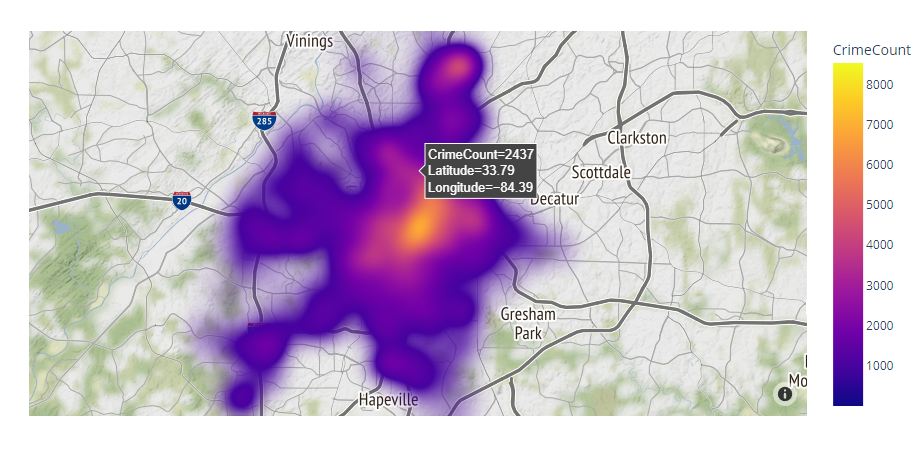 Vinings
CrimeCount
8000
285
7000
Clarkston
CrimeCount=2437
Latitude=33.79
Longitude=−84.39
6000
Scottdale
20
Decatur
5000
4000
3000
Gresham
Park
2000
1000
Mo
Hapeville